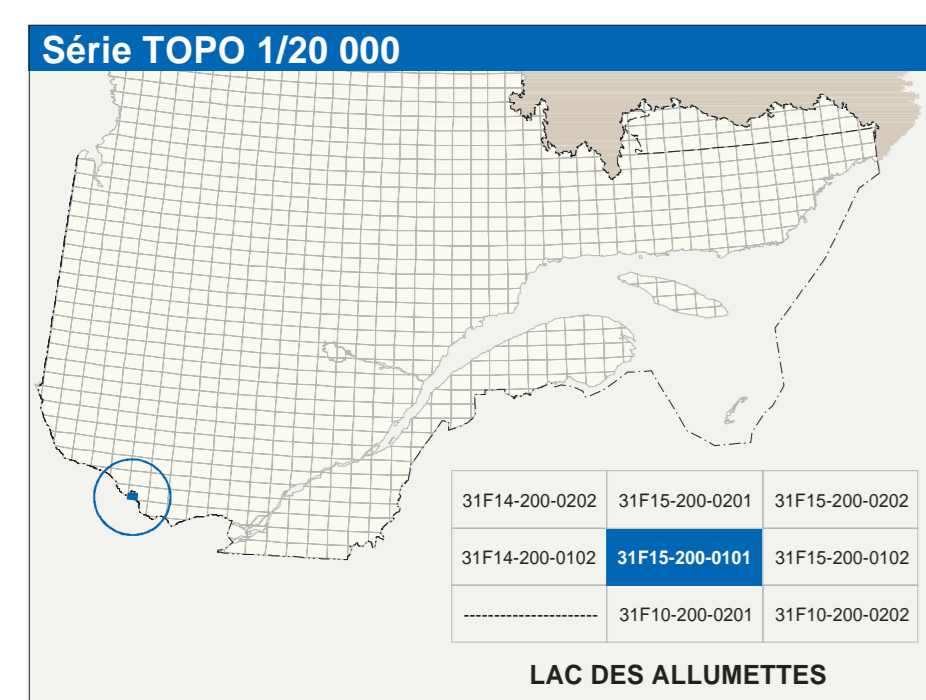 Série TOPO 1/20 000
31F14-200-0202 31F15-200-0201 31F15-200-0202
31F14-200-0102 31F15-200-0101 31F15-200-0102
---------------------- 31F10-200-0201 31F10-200-0202
LAC DES ALLUMETTES